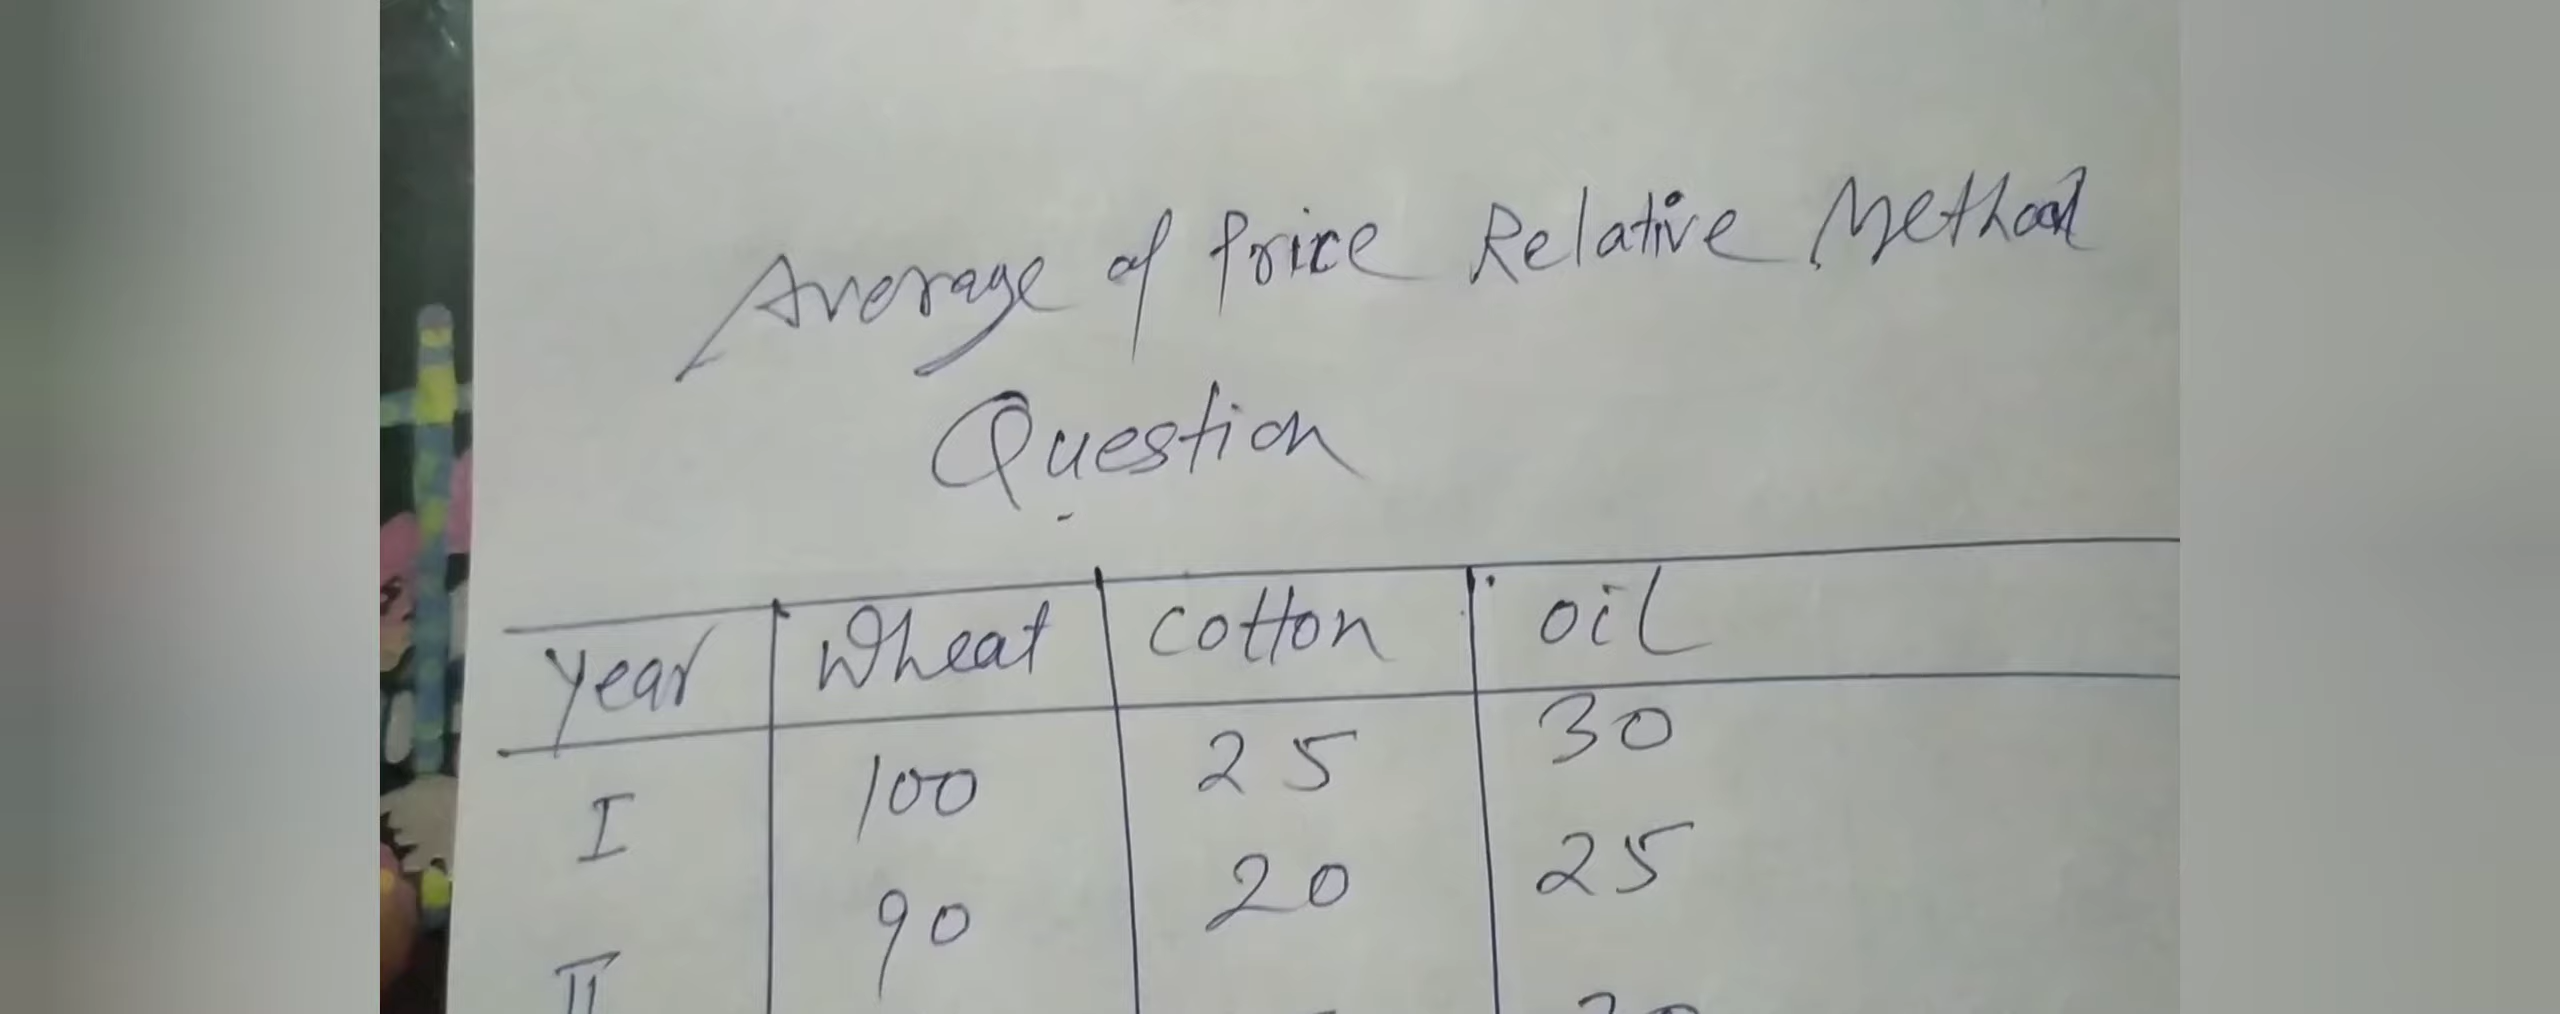 Average of Price Relative Method
Question
Year Wheat Cotton oil
I 100 25 30
II 90 20 25